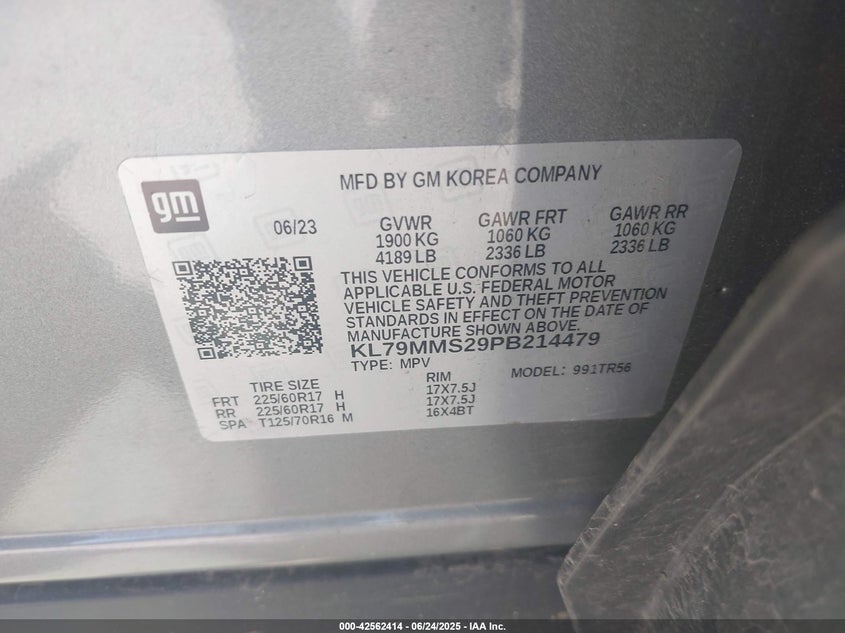 gm
MFD BY GM KOREA COMPANY
06/23
GVWR
1900 KG
4189 LB
GAWR FRT
1060 KG
2336 LB
GAWR RR
1060 KG
2336 LB
THIS VEHICLE CONFORMS TO ALL
APPLICABLE U.S. FEDERAL MOTOR
VEHICLE SAFETY AND THEFT PREVENTION
STANDARDS IN EFFECT ON THE DATE OF
MANUFACTURE SHOWN ABOVE.
KL79MMS29PB214479
TYPE: MPV
MODEL: 991TR56
TIRE SIZE RIM
FRT 225/60R17 H 17X7.5J
RR 225/60R17 H 17X7.5J
SPA T125/70R16 M 16X4BT
000-42562414 - 06/24/2025 - IAA Inc.